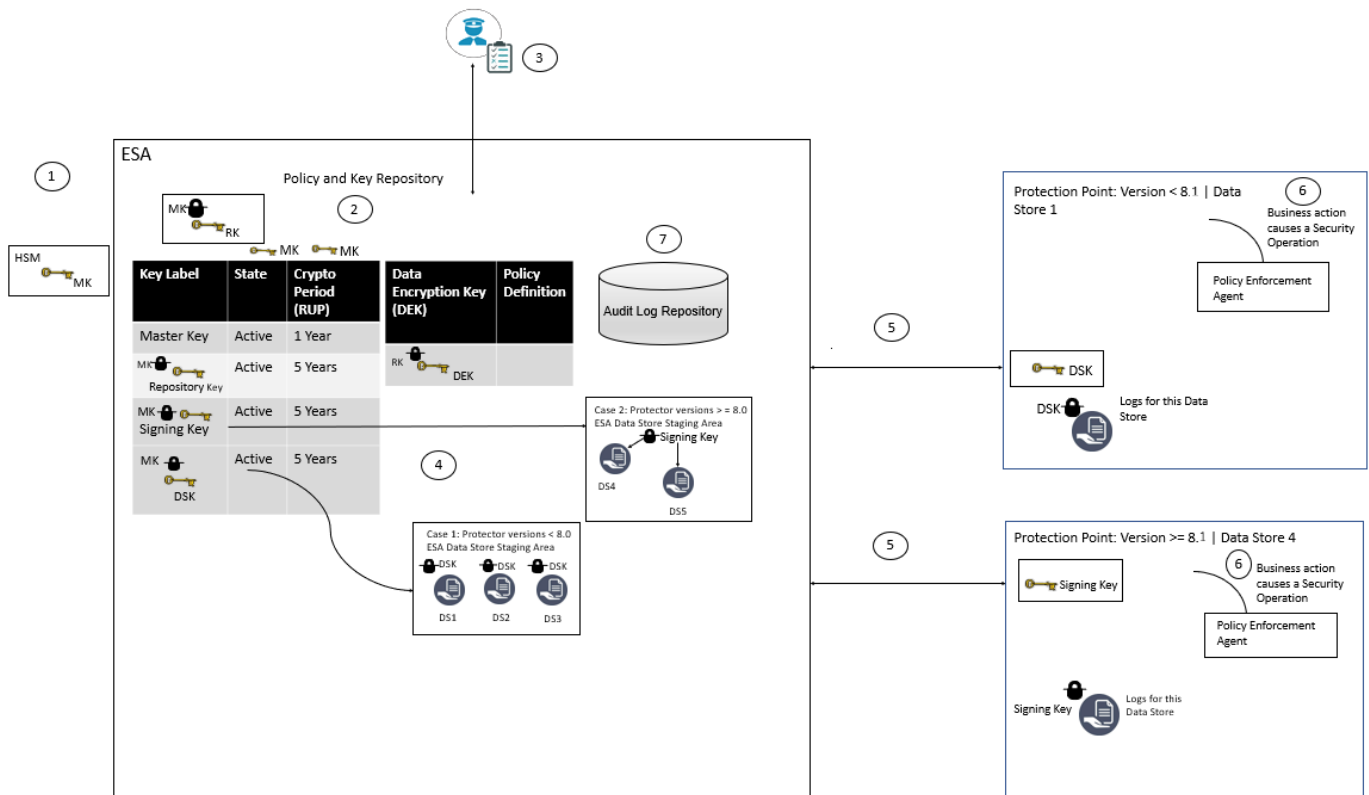 3
1
ESA
Policy and Key Repository
2
MK
RK
MK
MK
HSM
MK
7
Audit Log Repository
Key Label
State
Crypto
Period
(RUP)
Data
Encryption Key
(DEK)
Policy
Definition
Master Key
Active
1 Year
MK
Repository Key
Active
5 Years
RK
DEK
MK
Signing Key
Active
5 Years
MK
DSK
Active
5 Years
4
Case 2: Protector versions > = 8.0
ESA Data Store Staging Area
Signing Key
DS4
DS5
Case 1: Protector versions < 8.0
ESA Data Store Staging Area
DSK
DSK
DSK
DS1
DS2
DS3
5
5
Protection Point: Version < 8.1 | Data
Store 1
6
Business action
causes a Security
Operation
Policy Enforcement
Agent
DSK
DSK
Logs for this Data
Store
Protection Point: Version >= 8.1 | Data Store 4
6
Business action
causes a Security
Operation
Signing Key
Policy Enforcement
Agent
Signing Key
Logs for this
Data Store